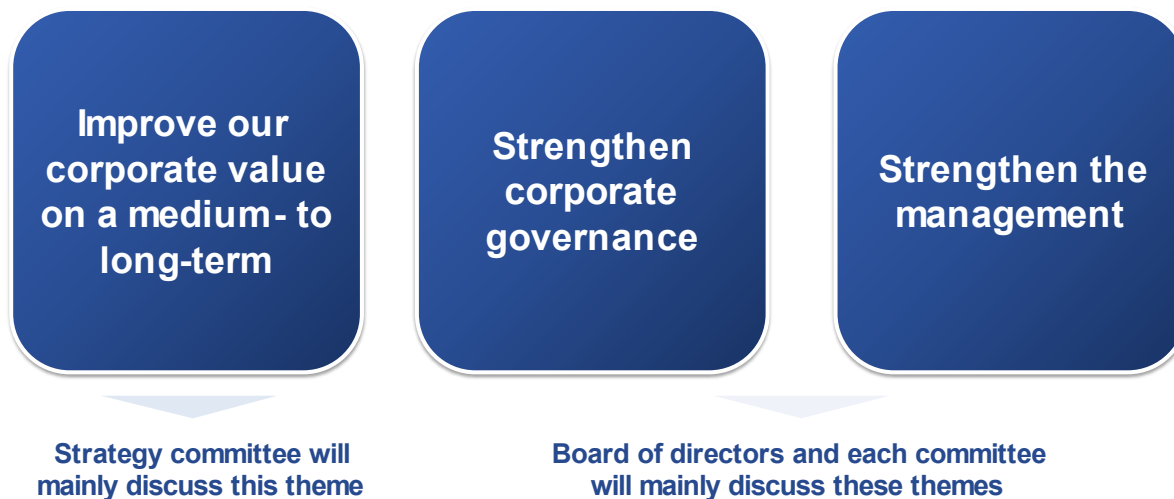 Improve our
corporate value
on a medium- to
long-term
Strengthen
corporate
governance
Strengthen the
management
Strategy committee will
mainly discuss this theme
Board of directors and each committee
will mainly discuss these themes